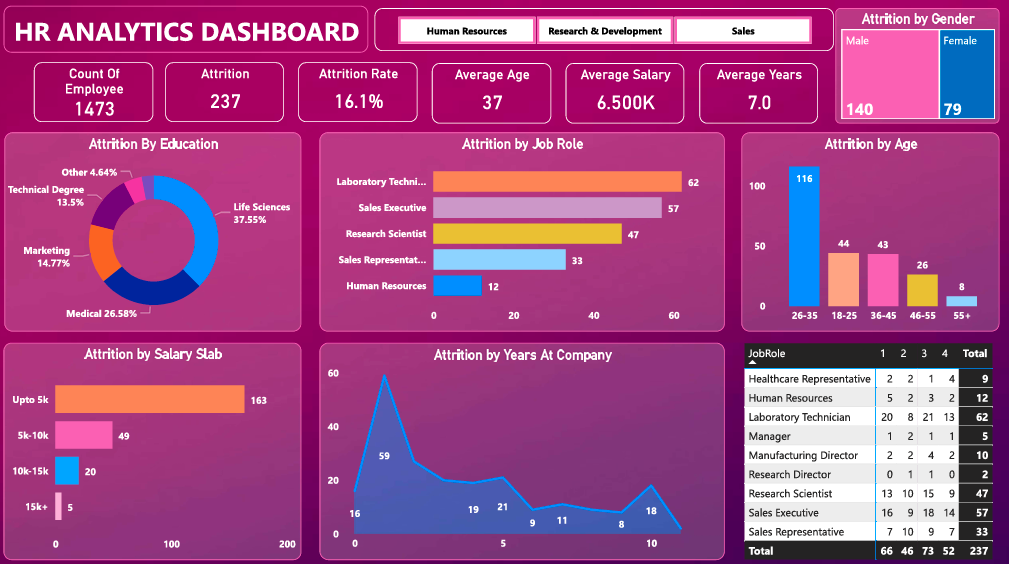 HR ANALYTICS DASHBOARD
Human Resources
Research & Development
Sales
Attrition by Gender
Male
Female
140
79
Count Of
Employee
1473
Attrition
237
Attrition Rate
16.1%
Average Age
37
Average Salary
6.500K
Average Years
7.0
Attrition By Education
Other 4.64%
Technical Degree
13.5%
Life Sciences
37.55%
Marketing
14.77%
Medical 26.58%
Attrition by Job Role
Laboratory Techni... 62
Sales Executive 57
Research Scientist 47
Sales Representat... 33
Human Resources 12
0 20 40 60
Attrition by Age
100
50
0
116
44
43
26
8
26-35 18-25 36-45 46-55 55+
Attrition by Salary Slab
Upto 5k 163
5k-10k 49
10k-15k 20
15k+ 5
0 100 200
Attrition by Years At Company
60
40
20
0
16
59
19
21
9
11
8
18
0 5 10
JobRole 1 2 3 4 Total
Healthcare Representative 2 2 1 4 9
Human Resources 5 2 3 2 12
Laboratory Technician 20 8 21 13 62
Manager 1 2 1 1 5
Manufacturing Director 2 2 4 2 10
Research Director 0 1 1 0 2
Research Scientist 13 10 15 9 47
Sales Executive 16 9 18 14 57
Sales Representative 7 10 9 7 33
Total 66 46 73 52 237